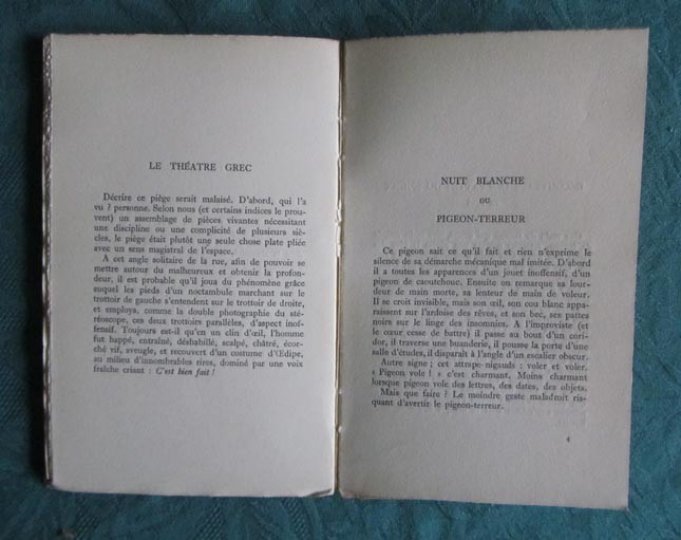 LE THÉATRE GREC
Décrire ce piège serait malaisé. D'abord, qui l'a
vu ? personne. Selon nous (et certains indices le prou-
vent) un assemblage de pièces vivantes nécessitant
une discipline ou une complicité de plusieurs siè-
cles, le piège était plutôt une seule chose plate pliée
avec un sens magistral de l'espace.
A cet angle solitaire de la rue, afin de pouvoir se
mettre autour du malheureux et obtenir la profon-
deur, il est probable qu'il joua du phénomène grâce
auquel les pieds d'un noctambule marchant sur le
trottoir de gauche s'entendent sur le trottoir de droite,
et employa, comme la double photographie du sté-
réoscope, ces deux trottoirs parallèles, d'aspect inof-
fensif. Toujours est-il qu'en un clin d'œil, l'homme
fut happé, entraîné, déshabillé, scalpé, châtré, écor-
ché vif, aveugle, et recouvert d'un costume d'Œdipe,
au milieu d'innombrables rires, dominé par une voix
fraîche criant : C'est bien fait !
NUIT BLANCHE
OU
PIGEON-TERREUR
Ce pigeon sait ce qu'il fait et rien n'exprime le
silence de sa démarche mécanique mal imitée. D'abord
il a toutes les apparences d'un jouet inoffensif, d'un
pigeon de caoutchouc. Ensuite on remarque sa lour-
deur de main morte, sa lenteur de main de voleur.
Il se croit invisible, mais son œil, son cou blanc appa-
raissent sur l'ardoise des rêves, et son bec, ses pattes
noirs sur le linge des insomnies. A l'improviste (et
le cœur cesse de battre) il passe au bout d'un cori-
dor, il traverse une buanderie, il pousse la porte d'une
salle d'études, il disparaît à l'angle d'un escalier obscur.
Autre signe ; cet attrape-nigauds : voler et voler.
« Pigeon vole ! » c'est charmant. Moins charmant
lorsque pigeon vole des lettres, des dates, des objets.
Mais que faire ? Le moindre geste maladroit ris-
quant d'avertir le pigeon-terreur.
4